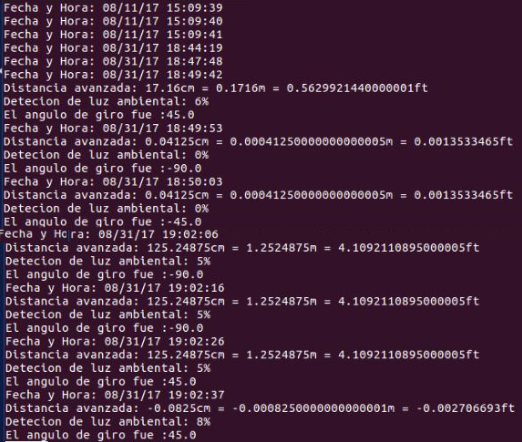 Fecha y Hora: 08/11/17 15:09:39
Fecha y Hora: 08/11/17 15:09:40
Fecha y Hora: 08/11/17 15:09:41
Fecha y Hora: 08/31/17 18:44:19
Fecha y Hora: 08/31/17 18:47:48
Fecha y Hora: 08/31/17 18:49:42
Distancia avanzada: 17.16cm = 0.1716m = 0.5629921440000001ft
Detecion de luz ambiental: 6%
El angulo de giro fue :45.0
Fecha y Hora: 08/31/17 18:49:53
Distancia avanzada: 0.04125cm = 0.00041250000000000005m = 0.0013533465ft
Detecion de luz ambiental: 0%
El angulo de giro fue :-90.0
Fecha y Hora: 08/31/17 18:50:03
Distancia avanzada: 0.04125cm = 0.00041250000000000005m = 0.0013533465ft
Detecion de luz ambiental: 0%
El angulo de giro fue :-45.0
Fecha y Hora: 08/31/17 19:02:06
Distancia avanzada: 125.24875cm = 1.2524875m = 4.1092110895000005ft
Detecion de luz ambiental: 5%
El angulo de giro fue :-90.0
Fecha y Hora: 08/31/17 19:02:16
Distancia avanzada: 125.24875cm = 1.2524875m = 4.1092110895000005ft
Detecion de luz ambiental: 5%
El angulo de giro fue :-90.0
Fecha y Hora: 08/31/17 19:02:26
Distancia avanzada: 125.24875cm = 1.2524875m = 4.1092110895000005ft
Detecion de luz ambiental: 5%
El angulo de giro fue :45.0
Fecha y Hora: 08/31/17 19:02:37
Distancia avanzada: -0.0825cm = -0.0008250000000000001m = -0.002706693ft
Detecion de luz ambiental: 8%
El angulo de giro fue :45.0